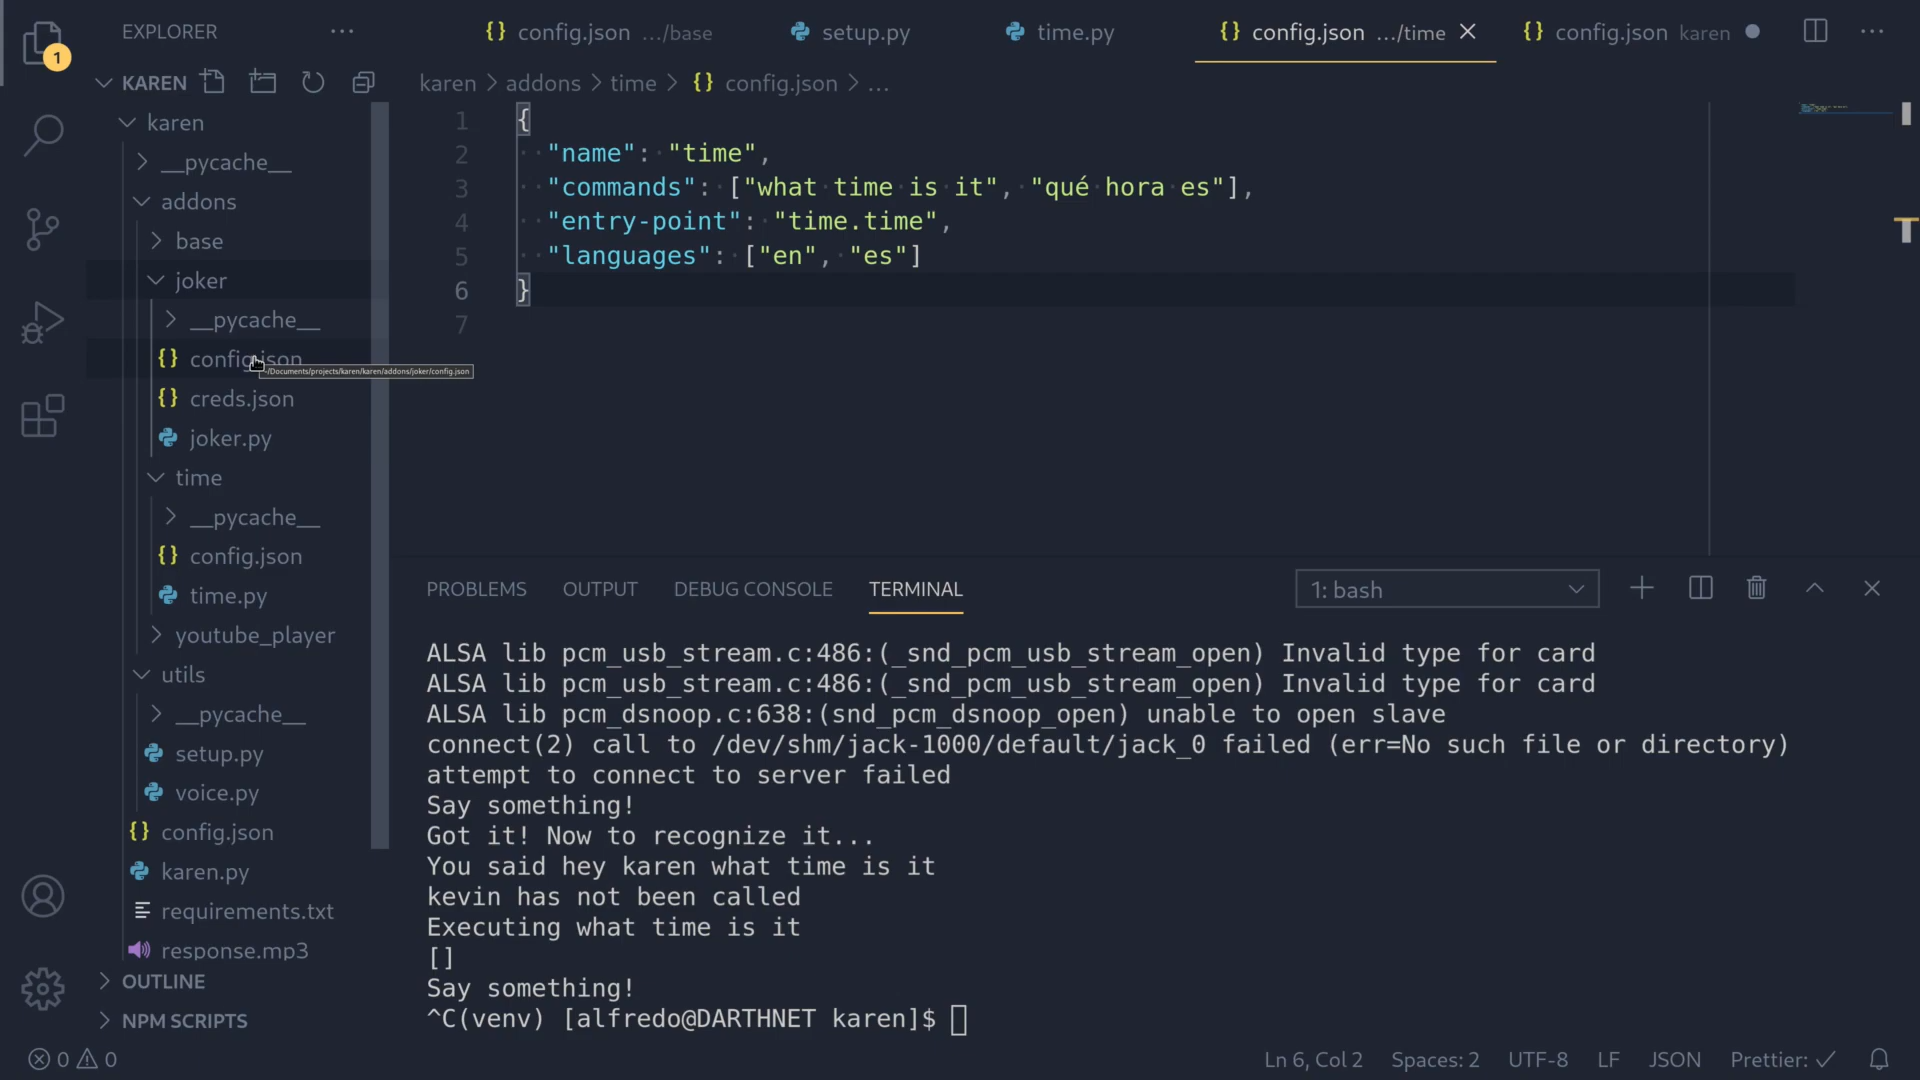 EXPLORER
config.json .../base
setup.py
time.py
config.json .../time
config.json karen
1
KAREN
karen
__pycache__
addons
base
joker
__pycache__
config.json
~/Documents/projects/karen/karen/addons/joker/config.json
creds.json
joker.py
time
__pycache__
config.json
time.py
youtube_player
utils
__pycache__
setup.py
voice.py
config.json
karen.py
requirements.txt
response.mp3
OUTLINE
NPM SCRIPTS
karen > addons > time > {} config.json > ...
1 {
2 "name": "time",
3 "commands": ["what time is it", "qué hora es"],
4 "entry-point": "time.time",
5 "languages": ["en", "es"]
6 }
7
PROBLEMS OUTPUT DEBUG CONSOLE TERMINAL
1: bash
ALSA lib pcm_usb_stream.c:486:(_snd_pcm_usb_stream_open) Invalid type for card
ALSA lib pcm_usb_stream.c:486:(_snd_pcm_usb_stream_open) Invalid type for card
ALSA lib pcm_dsnoop.c:638:(snd_pcm_dsnoop_open) unable to open slave
connect(2) call to /dev/shm/jack-1000/default/jack_0 failed (err=No such file or directory)
attempt to connect to server failed
Say something!
Got it! Now to recognize it...
You said hey karen what time is it
kevin has not been called
Executing what time is it
[]
Say something!
^C(venv) [alfredo@DARTHNET karen]$
0 0
Ln 6, Col 2 Spaces: 2 UTF-8 LF JSON Prettier: ✓